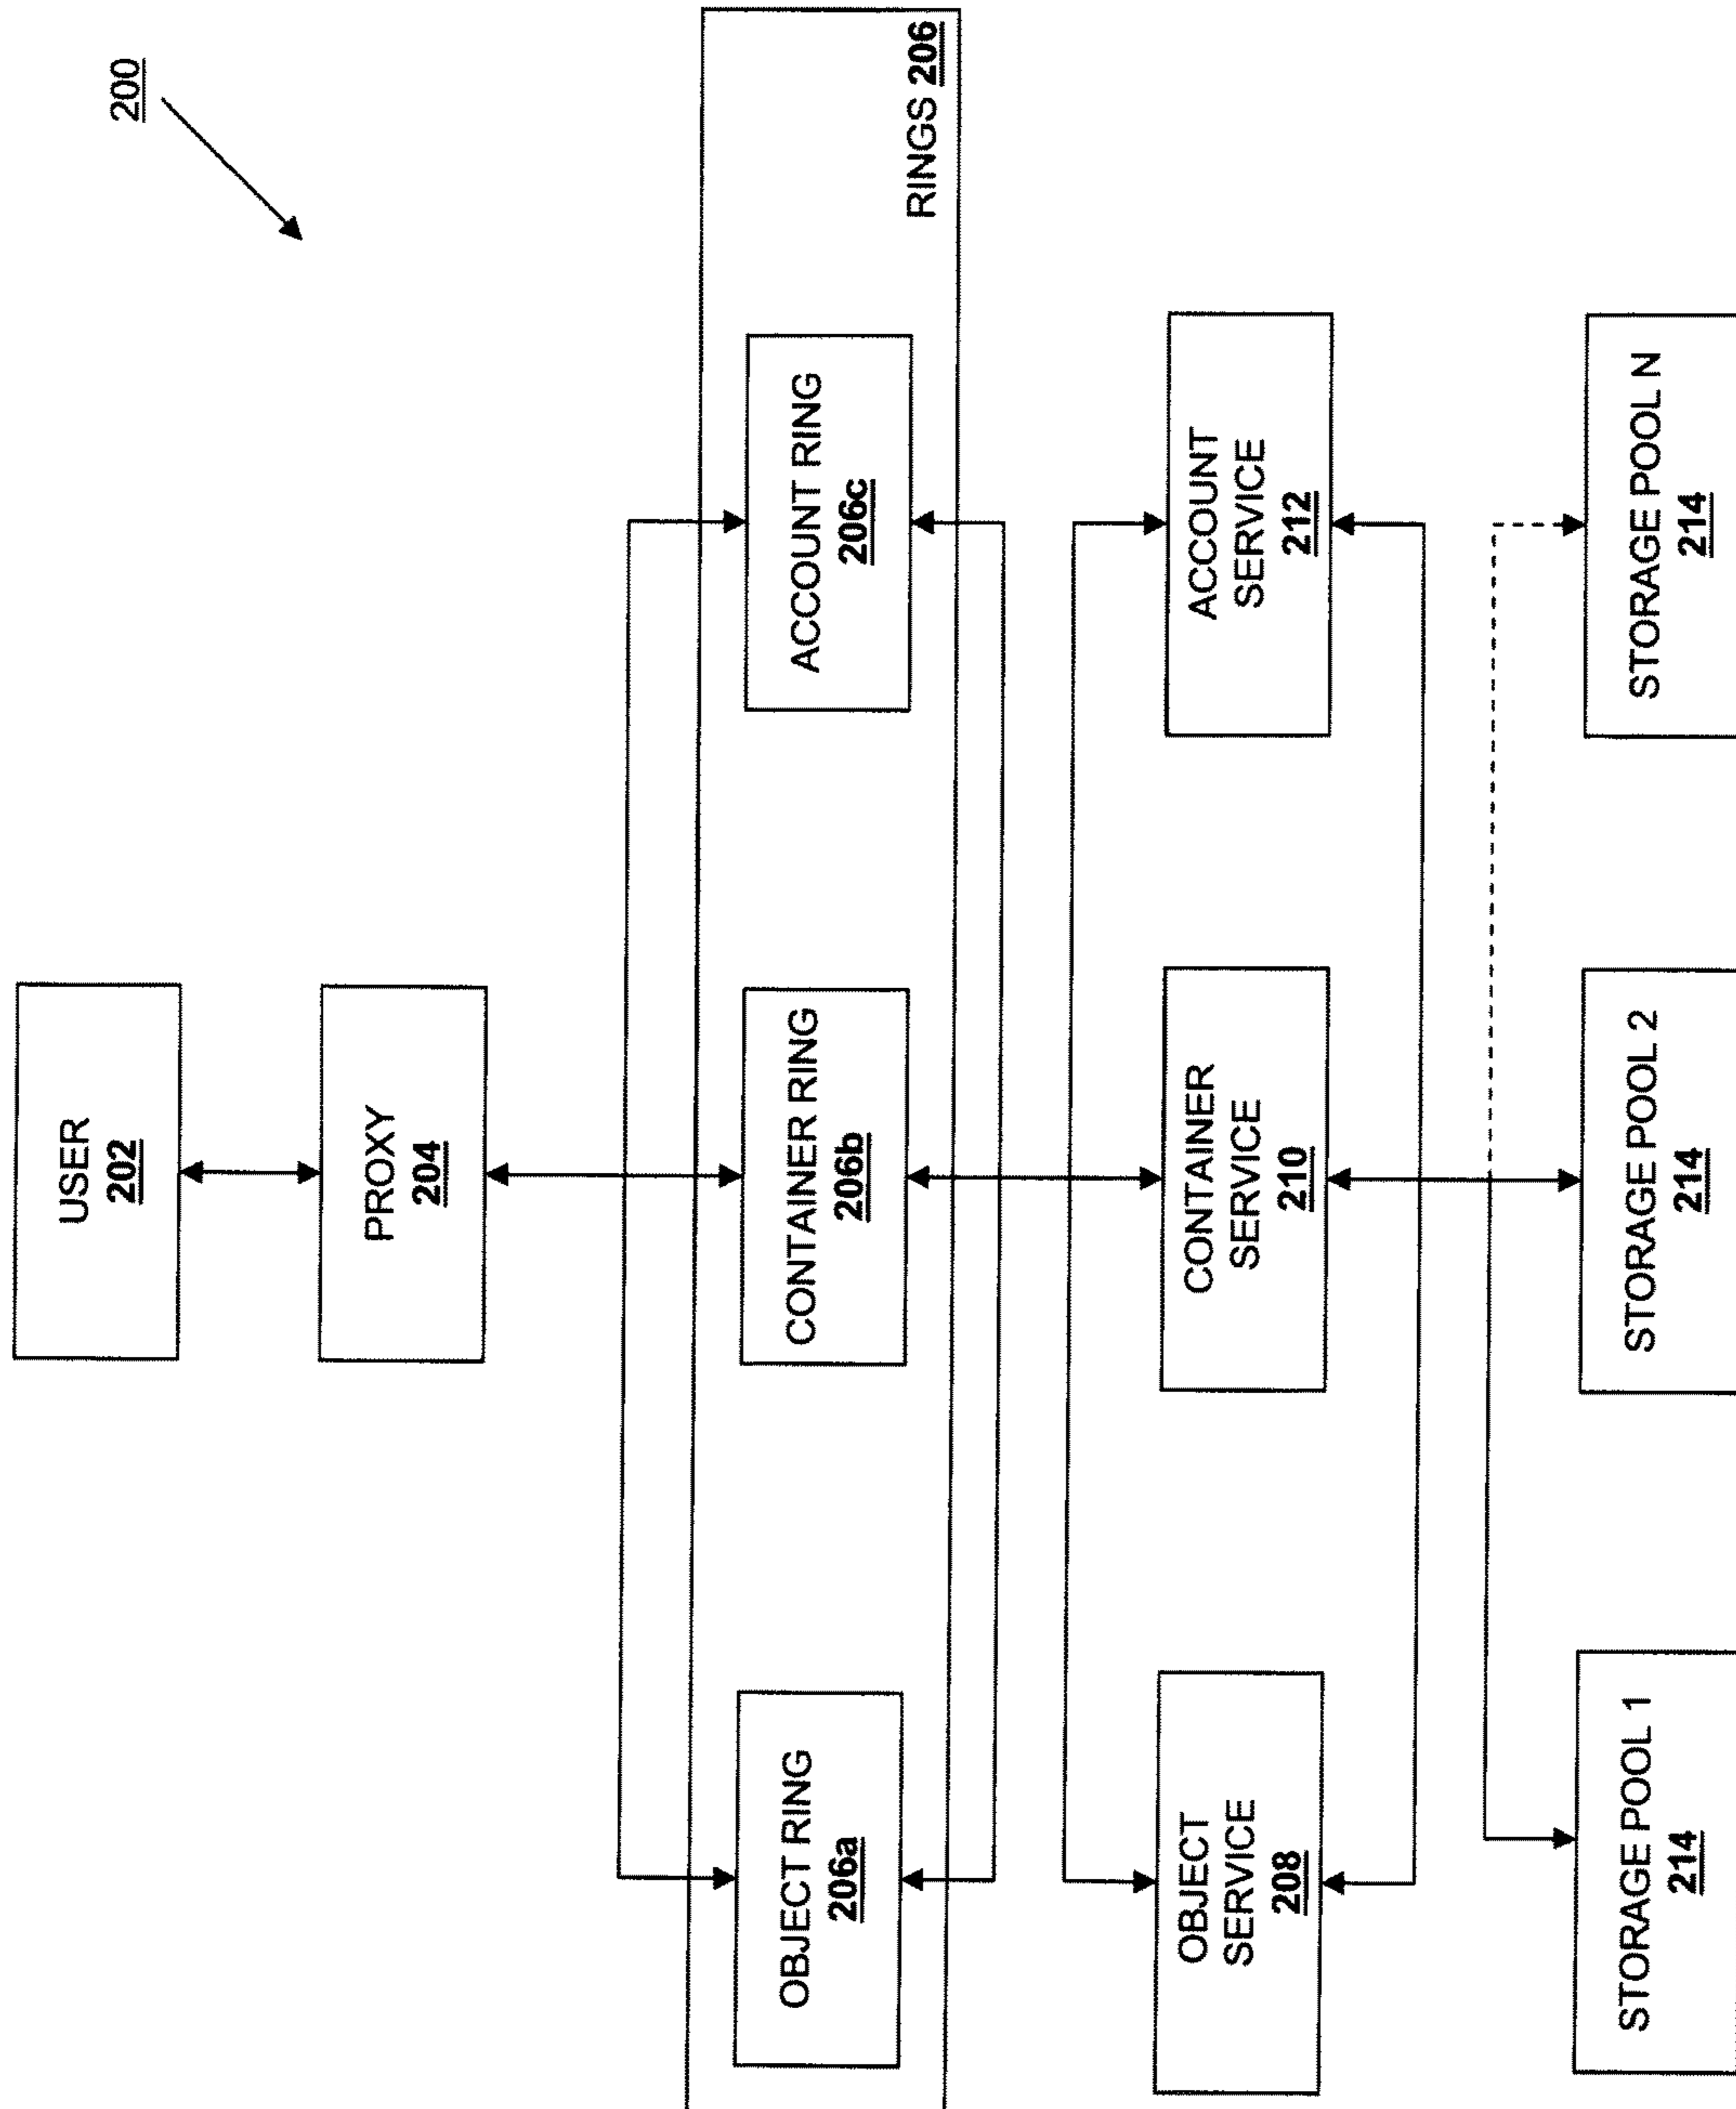 200
USER
202
PROXY
204
RINGS 206
OBJECT RING
206a
CONTAINER RING
206b
ACCOUNT RING
206c
OBJECT
SERVICE
208
CONTAINER
SERVICE
210
ACCOUNT
SERVICE
212
STORAGE POOL 1
214
STORAGE POOL 2
214
STORAGE POOL N
214